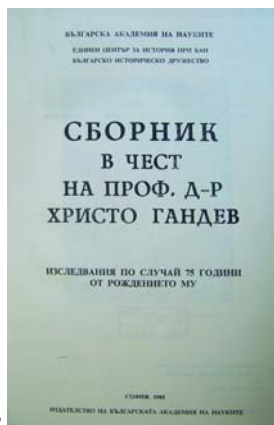 БЪЛГАРСКА АКАДЕМИЯ НА НАУКИТЕ
ЕДИНЕН ЦЕНТЪР ЗА ИСТОРИЯ ПРИ БАН
БЪЛГАРСКО ИСТОРИЧЕСКО ДРУЖЕСТВО
СБОРНИК
В ЧЕСТ
НА ПРОФ. Д-Р
ХРИСТО ГАНДЕВ
ИЗСЛЕДВАНИЯ ПО СЛУЧАЙ 75 ГОДИНИ
ОТ РОЖДЕНИЕТО МУ
СОФИЯ, 1985
ИЗДАТЕЛСТВО НА БЪЛГАРСКАТА АКАДЕМИЯ НА НАУКИТЕ